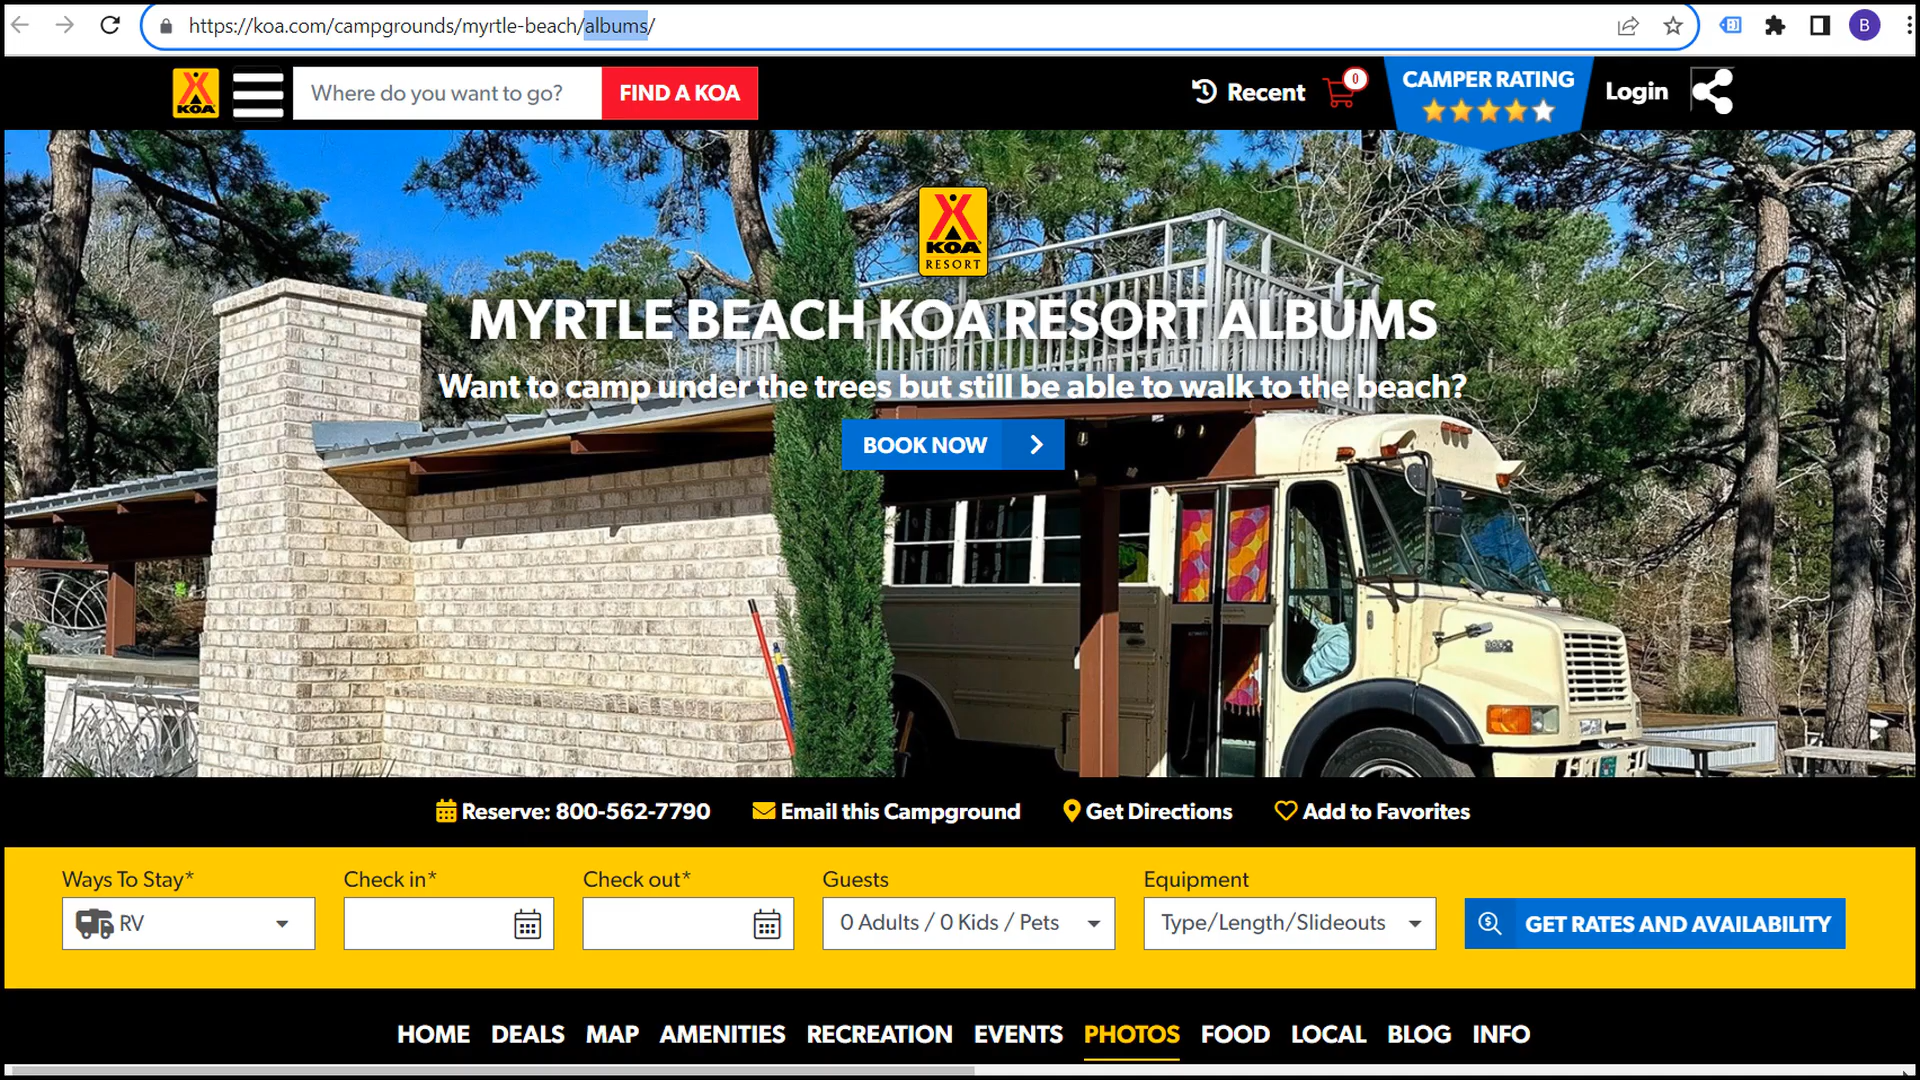 https://koa.com/campgrounds/myrtle-beach/albums/
B
KOA
Where do you want to go?
FIND A KOA
Recent
0
CAMPER RATING
Login
KOA
RESORT
MYRTLE BEACH KOA RESORT ALBUMS
Want to camp under the trees but still be able to walk to the beach?
BOOK NOW
Reserve: 800-562-7790
Email this Campground
Get Directions
Add to Favorites
Ways To Stay*
Check in*
Check out*
Guests
Equipment
RV
0 Adults / 0 Kids / Pets
Type/Length/Slideouts
GET RATES AND AVAILABILITY
HOME DEALS MAP AMENITIES RECREATION EVENTS PHOTOS FOOD LOCAL BLOG INFO